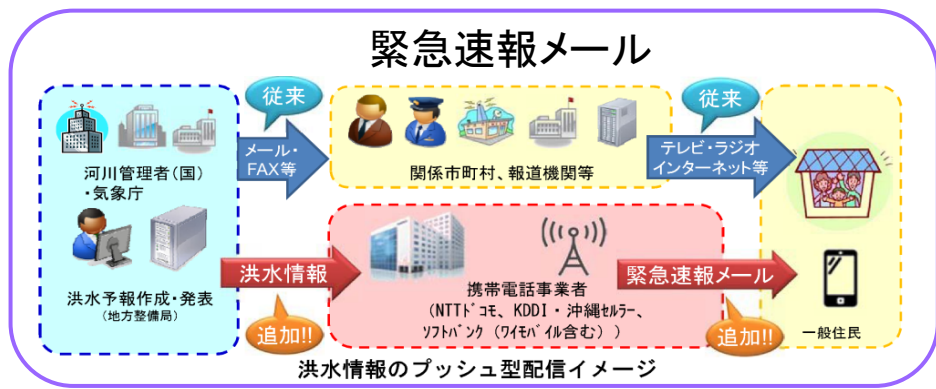 緊急速報メール
従来
従来
メール・
FAX等
テレビ・ラジオ
インターネット等
河川管理者(国)
・気象庁
関係市町村、報道機関等
洪水情報
緊急速報メール
洪水予報作成・発表
(地方整備局)
携帯電話事業者
(NTTドコモ、KDDI・沖縄セルラー、
ソフトバンク(ワイモバイル含む))
追加!!
追加!!
一般住民
洪水情報のプッシュ型配信イメージ